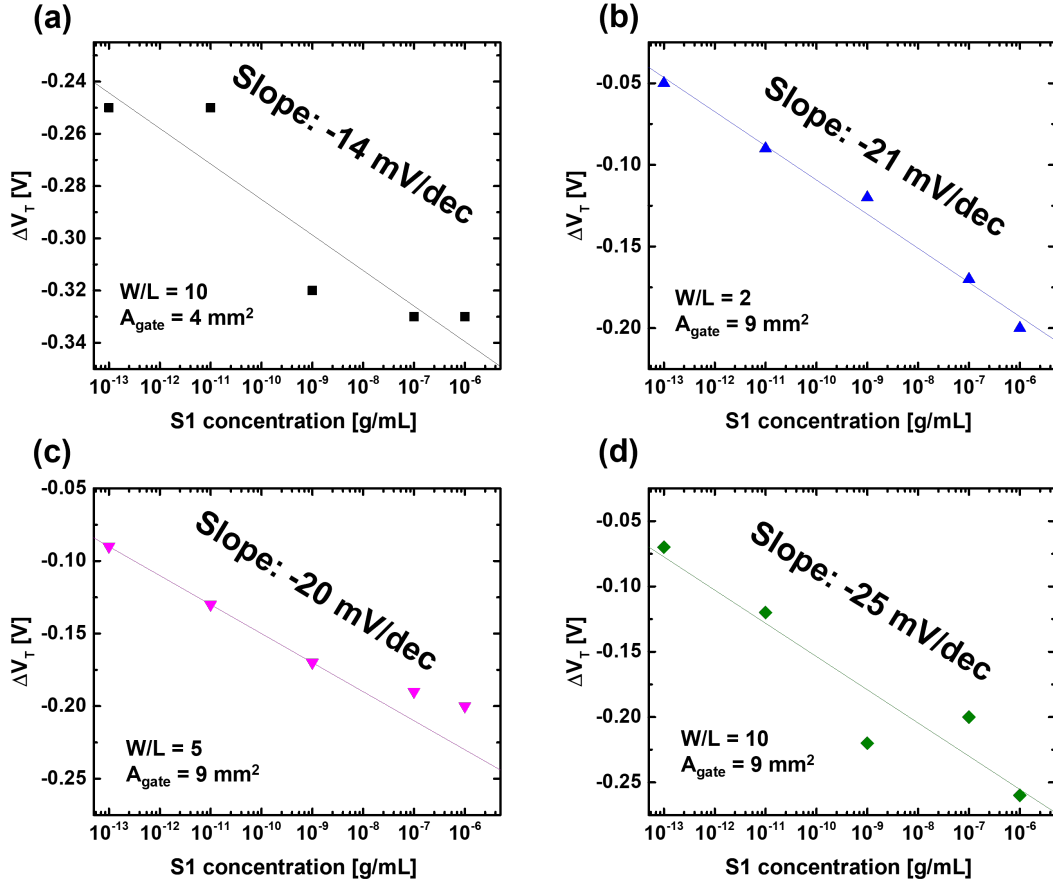 (a)
Slope: -14 mV/dec
-0.24
-0.26
-0.28
-0.30
-0.32
-0.34
ΔV_T [V]
W/L = 10
A_gate = 4 mm²
10⁻¹³ 10⁻¹² 10⁻¹¹ 10⁻¹⁰ 10⁻⁹ 10⁻⁸ 10⁻⁷ 10⁻⁶
S1 concentration [g/mL]
(b)
Slope: -21 mV/dec
-0.05
-0.10
-0.15
-0.20
ΔV_T [V]
W/L = 2
A_gate = 9 mm²
10⁻¹³ 10⁻¹² 10⁻¹¹ 10⁻¹⁰ 10⁻⁹ 10⁻⁸ 10⁻⁷ 10⁻⁶
S1 concentration [g/mL]
(c)
Slope: -20 mV/dec
-0.05
-0.10
-0.15
-0.20
-0.25
ΔV_T [V]
W/L = 5
A_gate = 9 mm²
10⁻¹³ 10⁻¹² 10⁻¹¹ 10⁻¹⁰ 10⁻⁹ 10⁻⁸ 10⁻⁷ 10⁻⁶
S1 concentration [g/mL]
(d)
Slope: -25 mV/dec
-0.05
-0.10
-0.15
-0.20
-0.25
ΔV_T [V]
W/L = 10
A_gate = 9 mm²
10⁻¹³ 10⁻¹² 10⁻¹¹ 10⁻¹⁰ 10⁻⁹ 10⁻⁸ 10⁻⁷ 10⁻⁶
S1 concentration [g/mL]